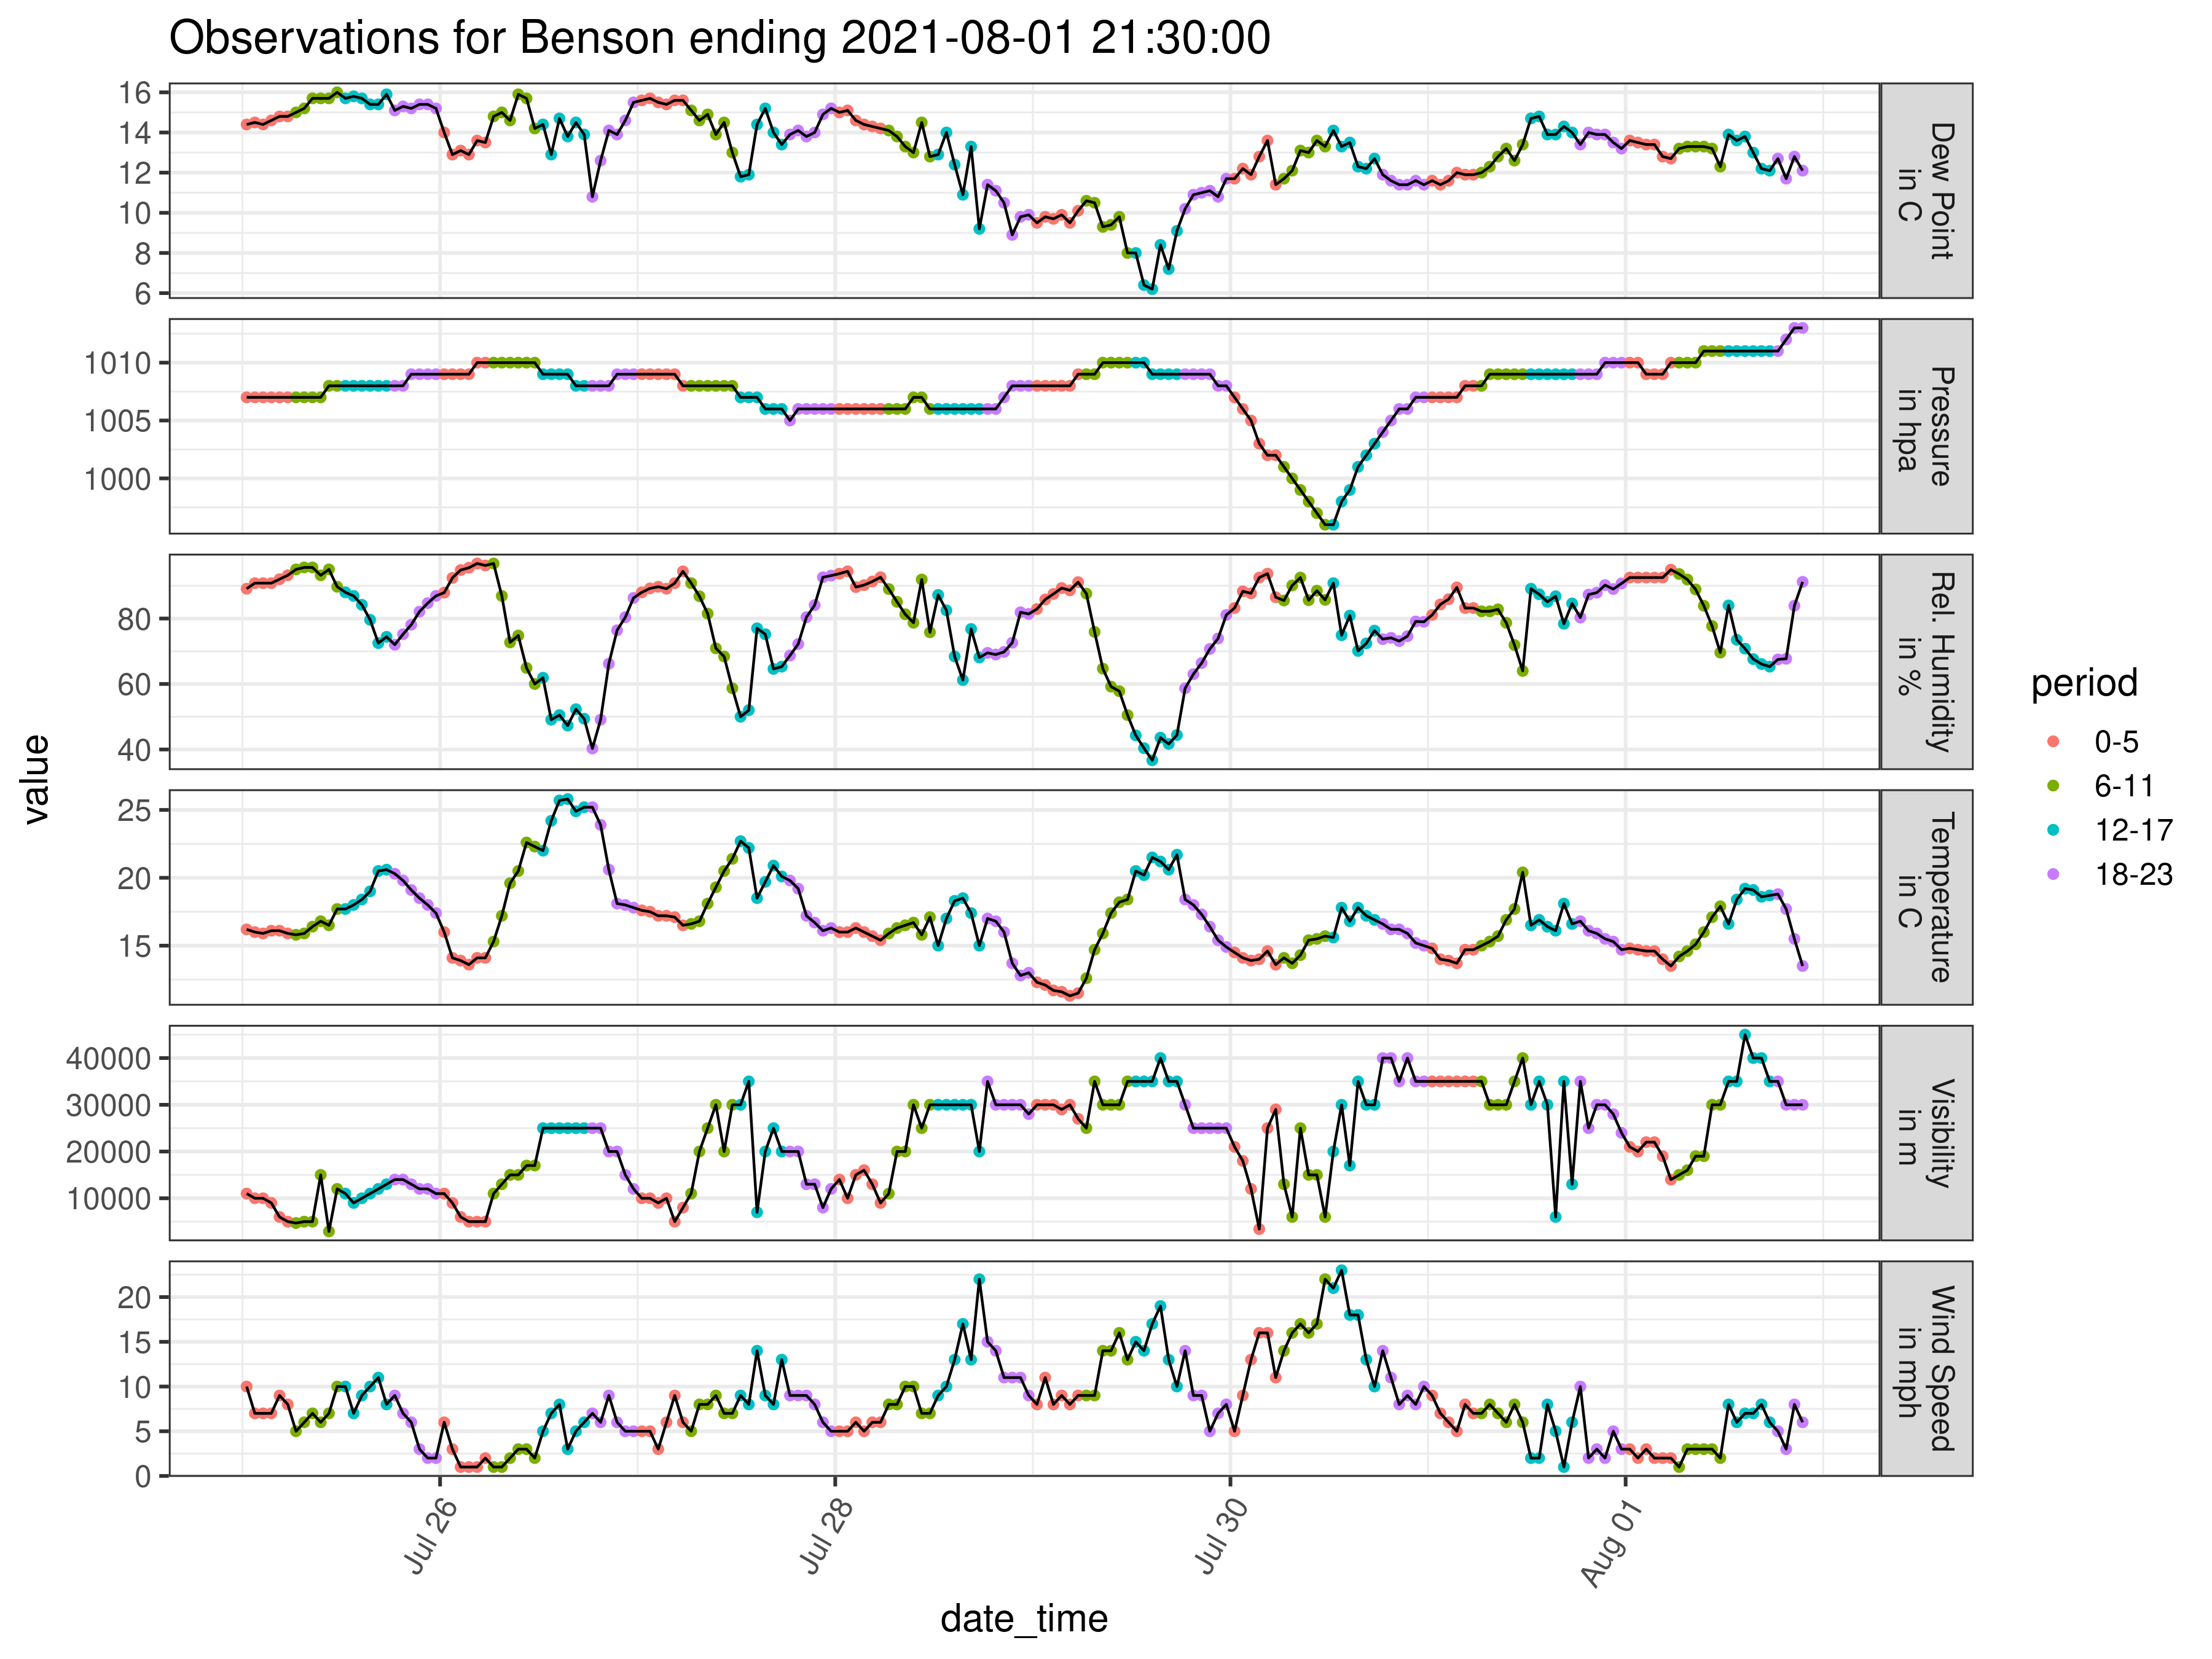 Observations for Benson ending 2021-08-01 21:30:00
value
16
14
12
10
8
6
Dew Point
in C
1010
1005
1000
Pressure
in hpa
80
60
40
Rel. Humidity
in %
25
20
15
Temperature
in C
40000
30000
20000
10000
Visibility
in m
20
15
10
5
0
Wind Speed
in mph
Jul 26
Jul 28
Jul 30
Aug 01
date_time
period
0-5
6-11
12-17
18-23